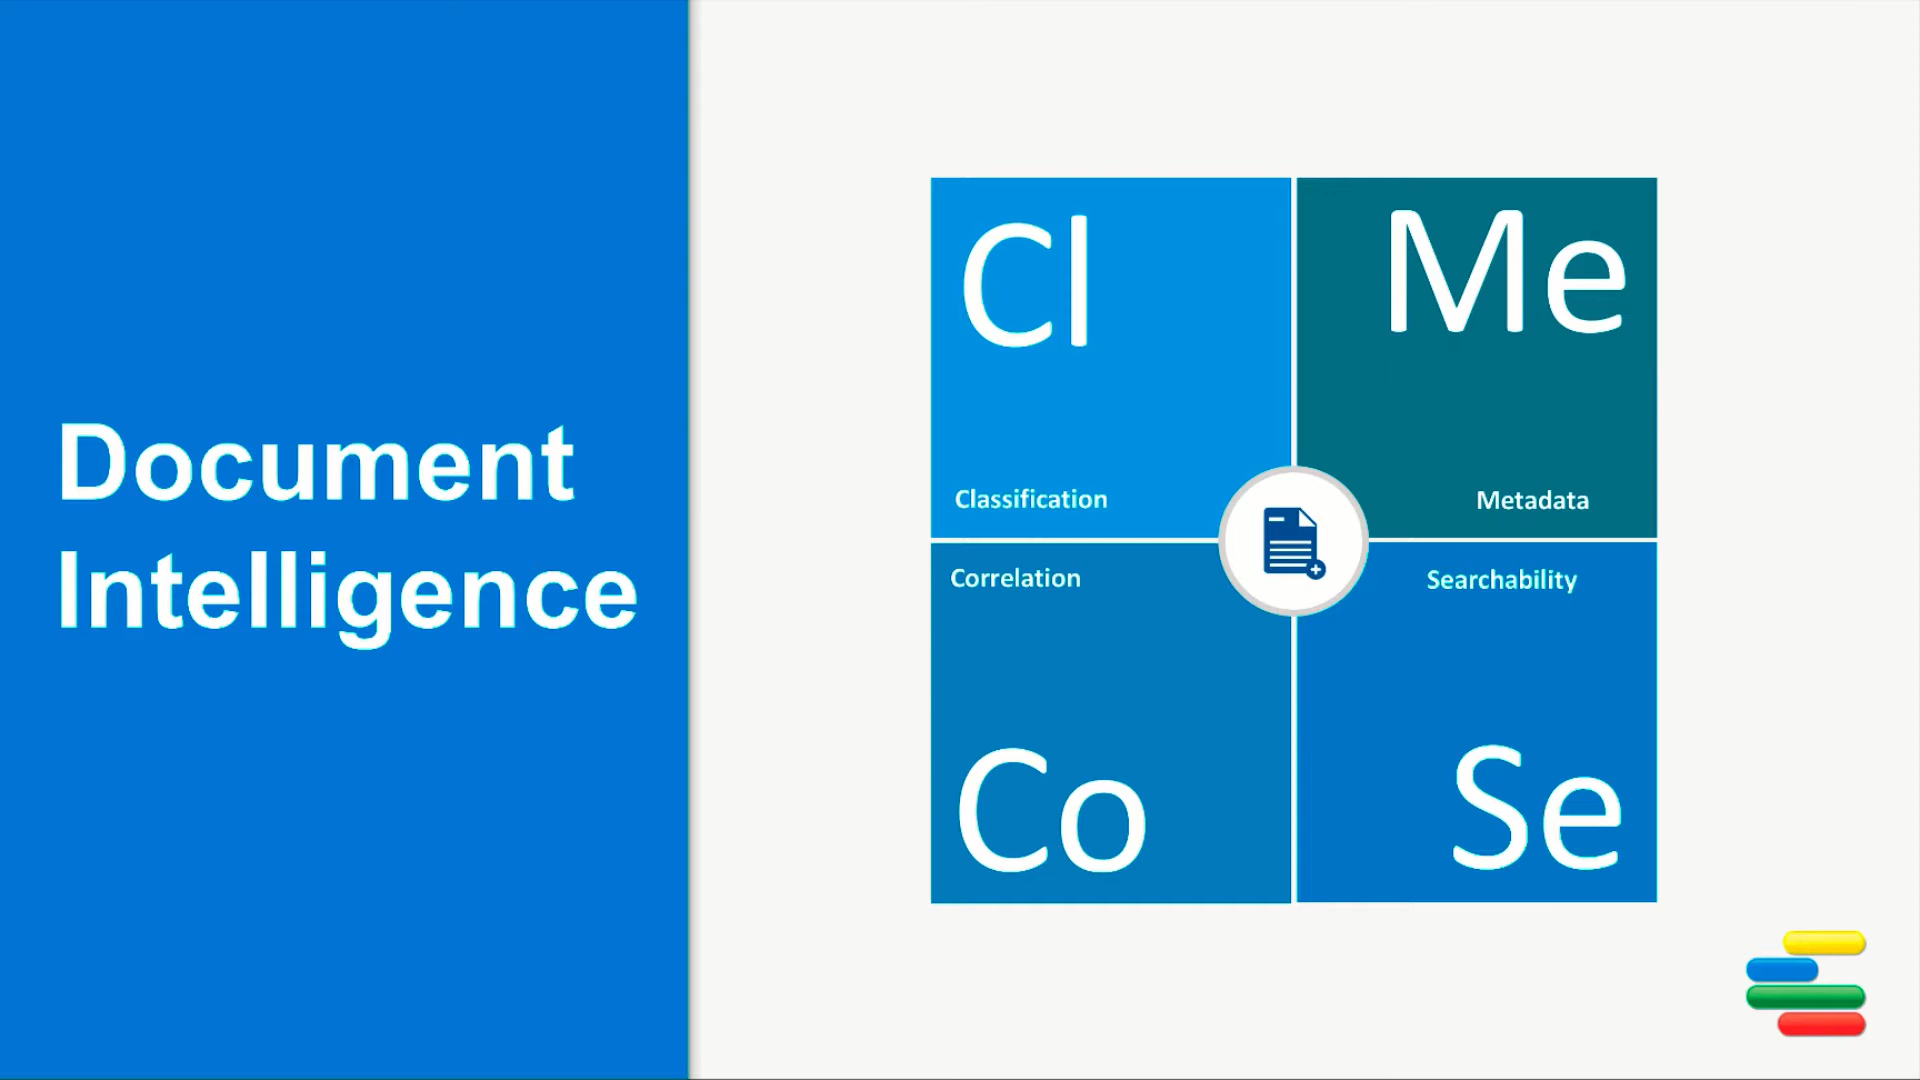 Document
Intelligence
Cl
Classification
Me
Metadata
Correlation
Co
Searchability
Se